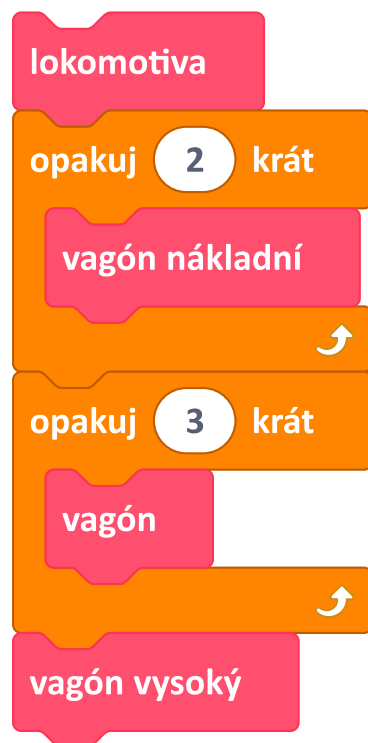 lokomotiva
opakuj 2 krát
vagón nákladní
opakuj 3 krát
vagón
vagón vysoký